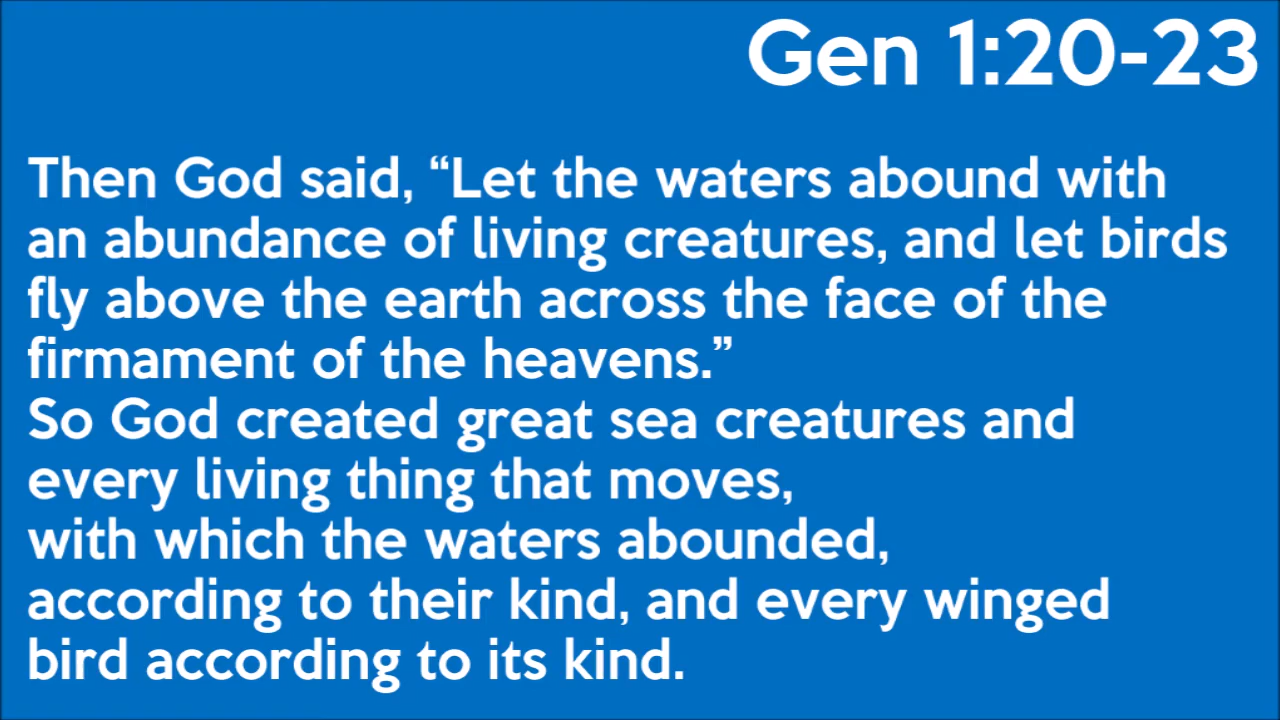 Gen 1:20-23
Then God said, “Let the waters abound with
an abundance of living creatures, and let birds
fly above the earth across the face of the
firmament of the heavens.”
So God created great sea creatures and
every living thing that moves,
with which the waters abounded,
according to their kind, and every winged
bird according to its kind.